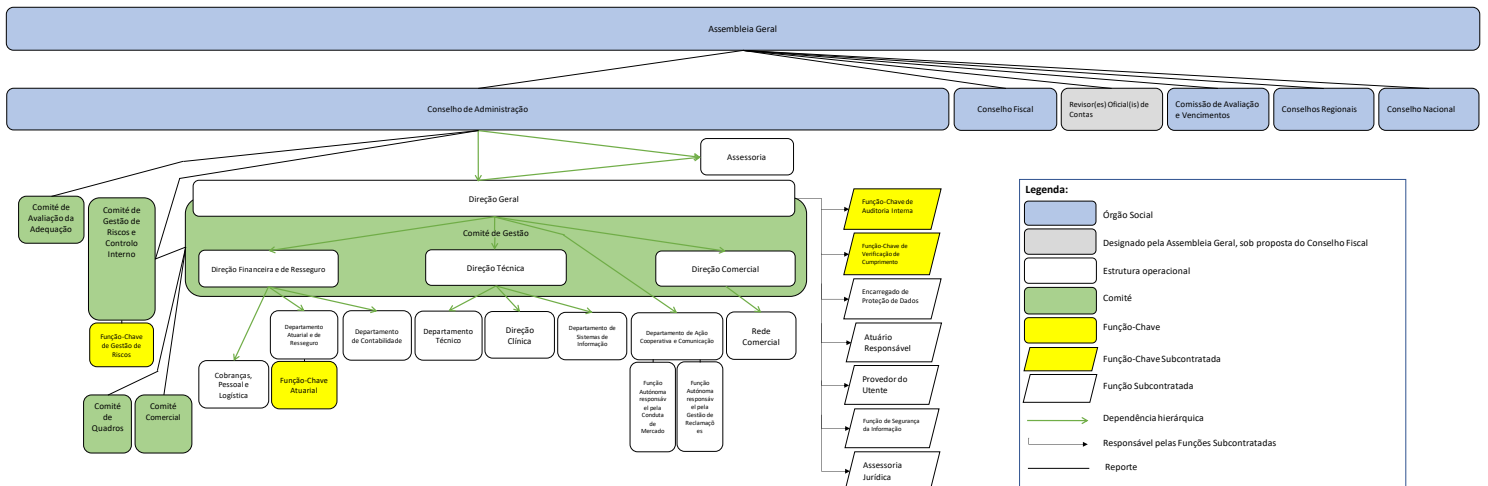 Assembleia Geral
Conselho de Administração
Conselho Fiscal
Revisor(es) Oficial(is) de
Contas
Comissão de Avaliação
e Vencimentos
Conselhos Regionais
Conselho Nacional
Assessoria
Comité de
Avaliação da
Adequação
Comité de
Gestão de
Riscos e
Controlo
Interno
Função-Chave
de Gestão de
Riscos
Comité
de
Quadros
Comité
Comercial
Direção Geral
Comité de Gestão
Direção Financeira e de Resseguro
Direção Técnica
Direção Comercial
Cobranças,
Pessoal e
Logística
Departamento
Atuarial e de
Resseguro
Função-Chave
Atuarial
Departamento
de Contabilidade
Departamento
Técnico
Direção
Clínica
Departamento de
Sistemas de
Informação
Departamento de Ação
Cooperativa e Comunicação
Função
Autónoma
responsáv
el pela
Conduta
de
Mercado
Função
Autónoma
responsáv
el pela
Gestão de
Reclamaçõ
es
Rede
Comercial
Função-Chave de
Auditoria Interna
Função-Chave de
Verificação de
Cumprimento
Encarregado de
Proteção de Dados
Atuário
Responsável
Provedor do
Utente
Função de Segurança
da Informação
Assessoria
Jurídica
Legenda:
Órgão Social
Designado pela Assembleia Geral, sob proposta do Conselho Fiscal
Estrutura operacional
Comité
Função-Chave
Função-Chave Subcontratada
Função Subcontratada
Dependência hierárquica
Responsável pelas Funções Subcontratadas
Reporte